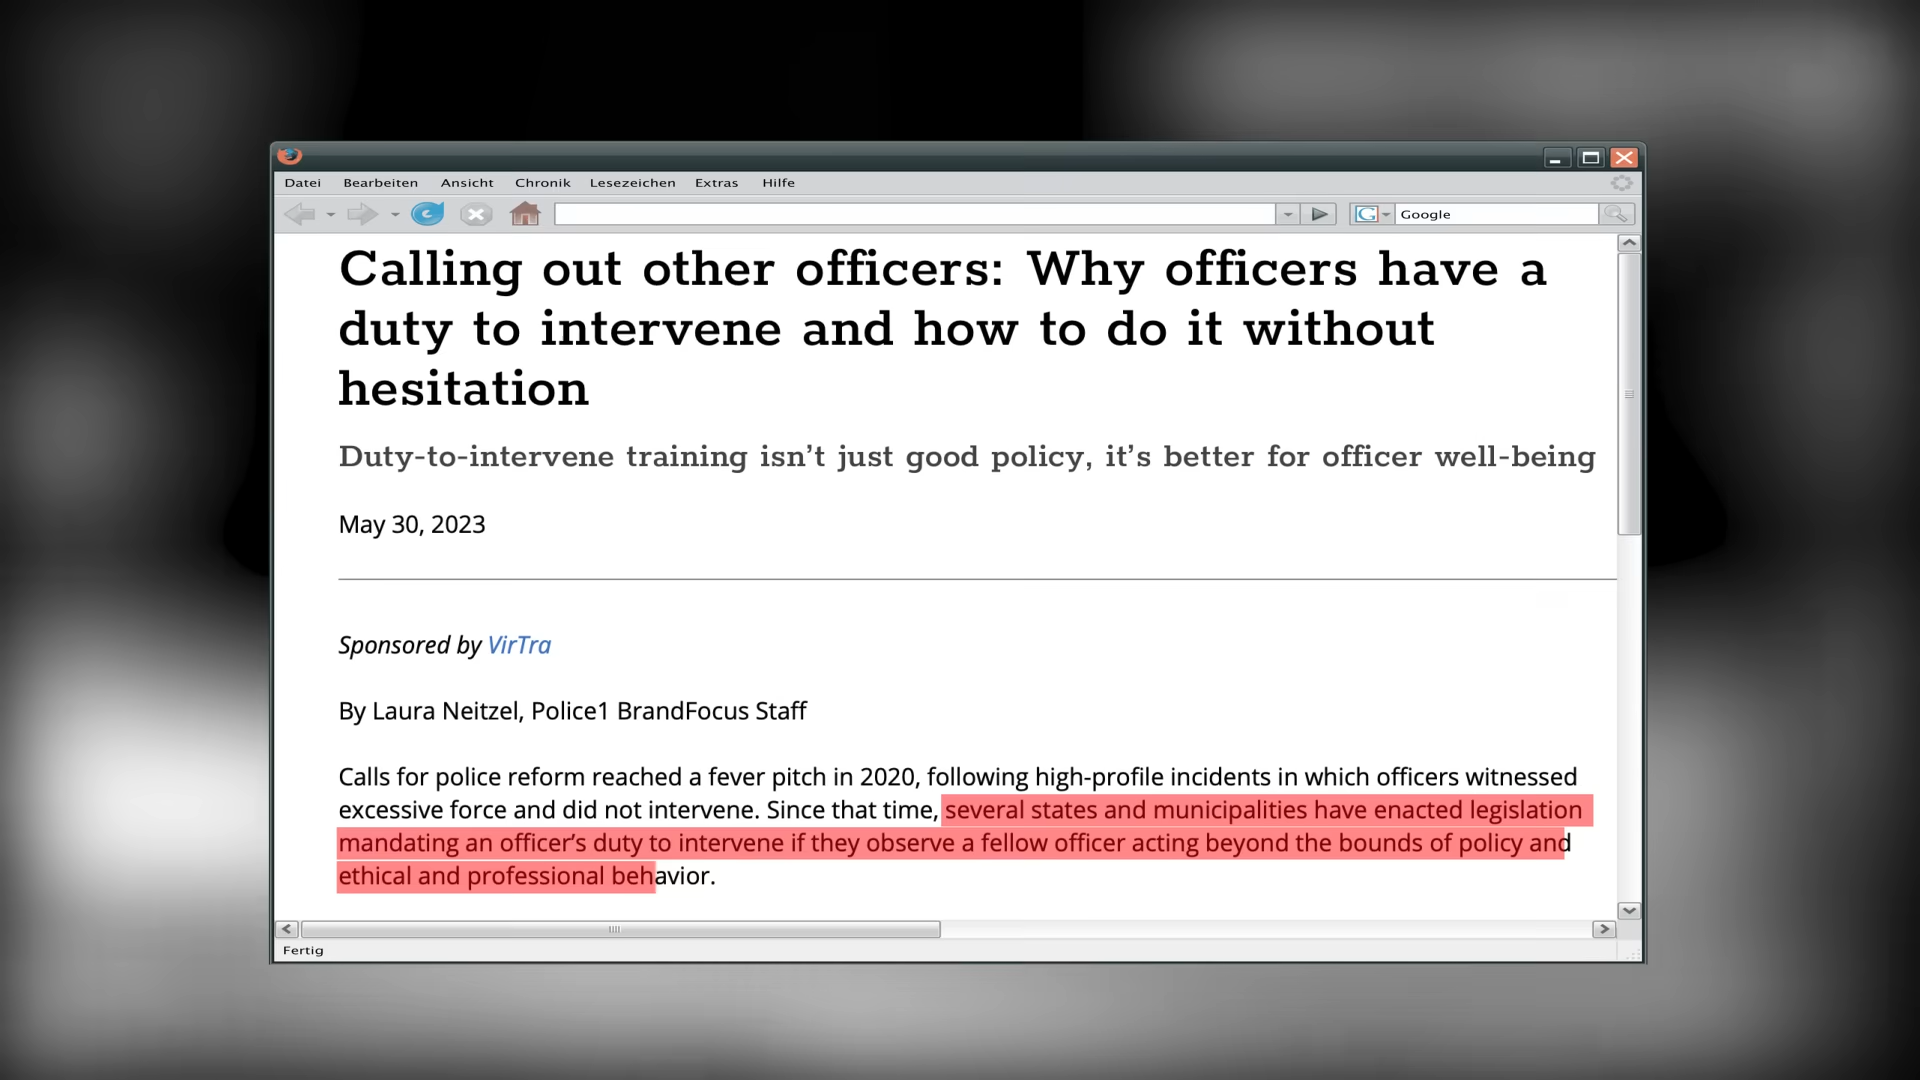 Datei Bearbeiten Ansicht Chronik Lesezeichen Extras Hilfe
Google
Calling out other officers: Why officers have a
duty to intervene and how to do it without
hesitation
Duty-to-intervene training isn’t just good policy, it’s better for officer well-being
May 30, 2023
Sponsored by VirTra
By Laura Neitzel, Police1 BrandFocus Staff
Calls for police reform reached a fever pitch in 2020, following high-profile incidents in which officers witnessed
excessive force and did not intervene. Since that time, several states and municipalities have enacted legislation
mandating an officer’s duty to intervene if they observe a fellow officer acting beyond the bounds of policy and
ethical and professional behavior.
Fertig